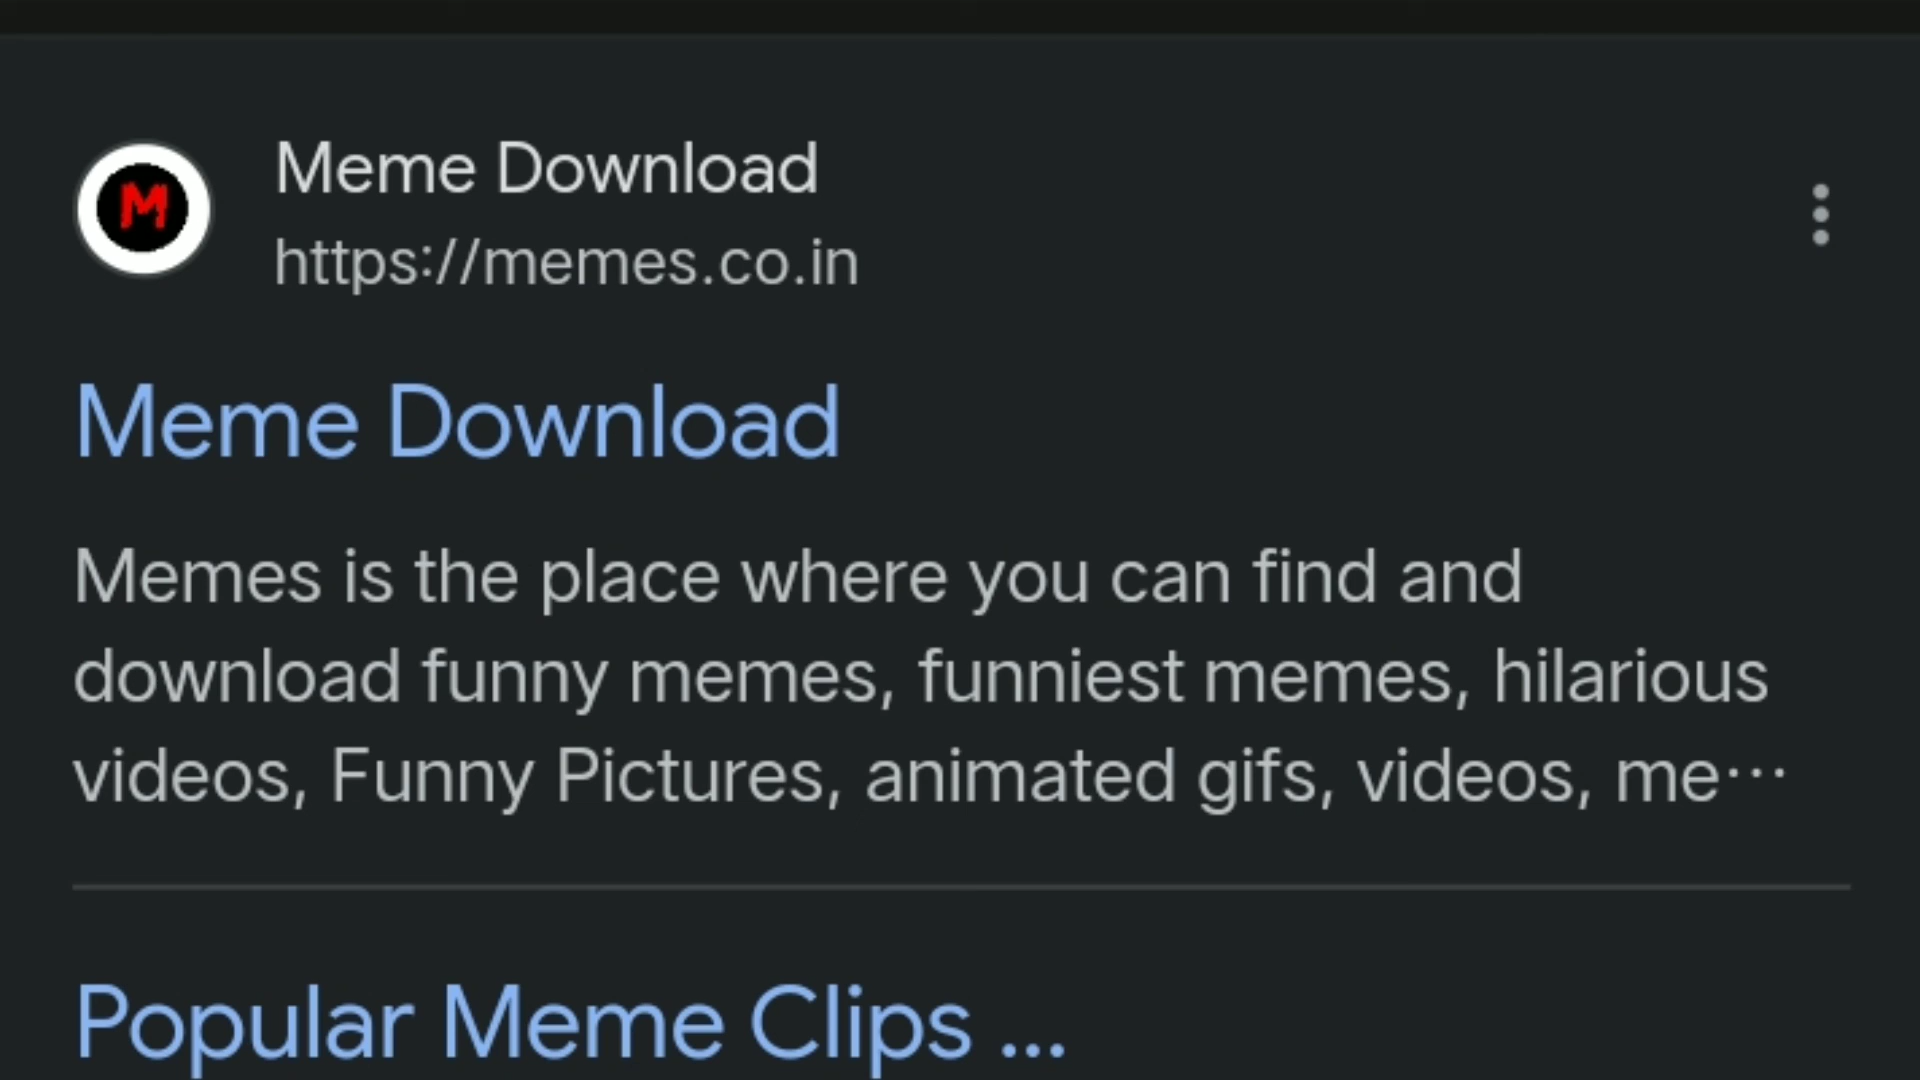 M
Meme Download
https://memes.co.in
Meme Download
Memes is the place where you can find and
download funny memes, funniest memes, hilarious
videos, Funny Pictures, animated gifs, videos, me···
Popular Meme Clips ...